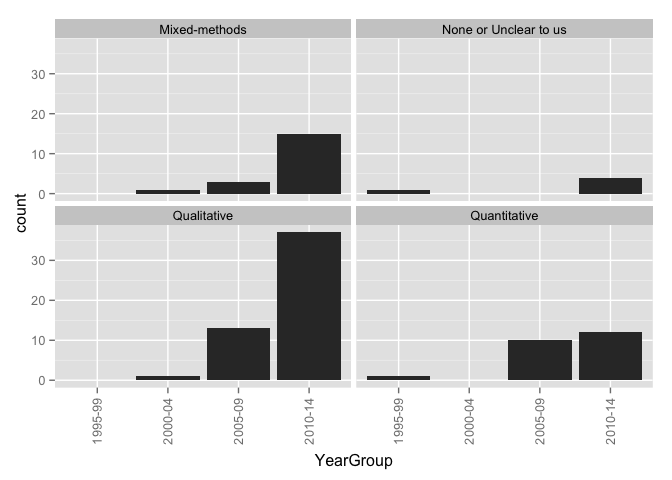 Mixed-methods
None or Unclear to us
30
20
10
0
Qualitative
Quantitative
30
20
10
0
count
1995-99
2000-04
2005-09
2010-14
1995-99
2000-04
2005-09
2010-14
YearGroup